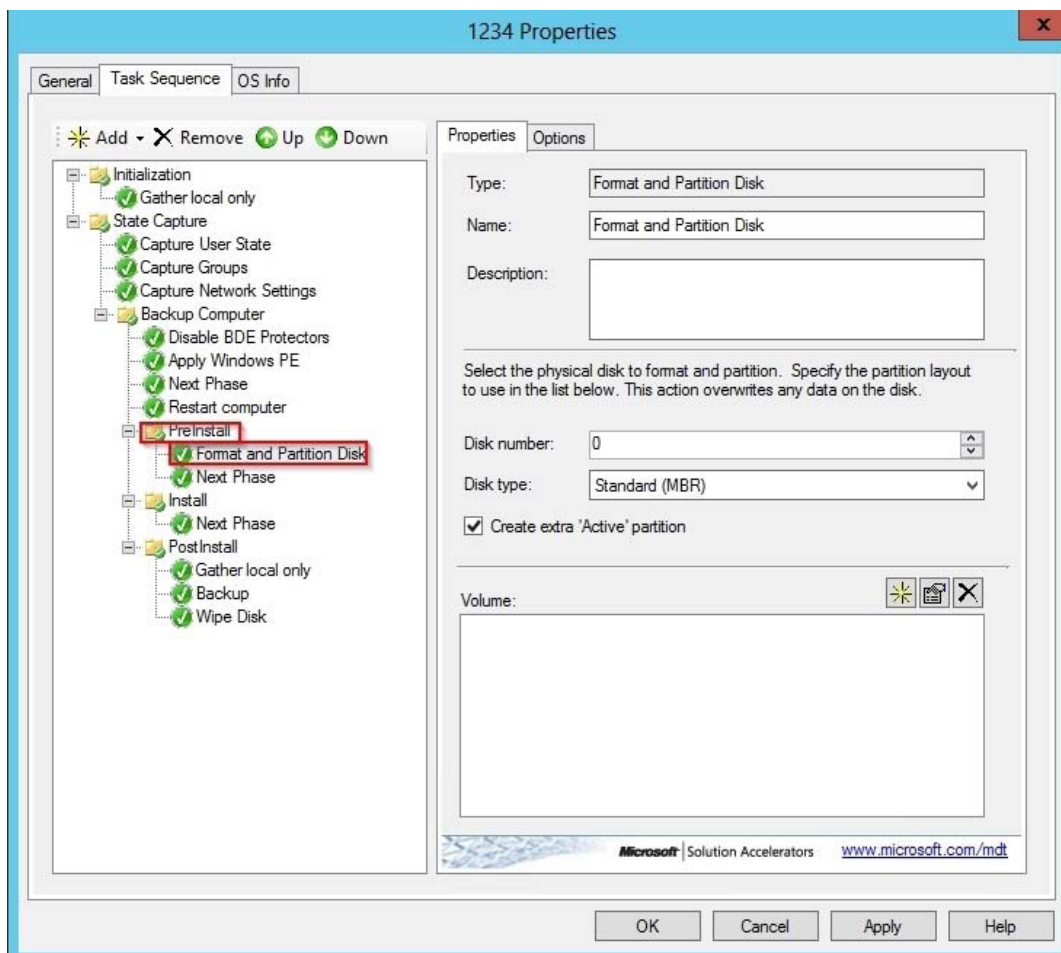 1234 Properties
x
General Task Sequence OS Info
Add Remove Up Down
Initialization
Gather local only
State Capture
Capture User State
Capture Groups
Capture Network Settings
Backup Computer
Disable BDE Protectors
Apply Windows PE
Next Phase
Restart computer
PreInstall
Format and Partition Disk
Next Phase
Install
Next Phase
PostInstall
Gather local only
Backup
Wipe Disk
Properties Options
Type: Format and Partition Disk
Name: Format and Partition Disk
Description:
Select the physical disk to format and partition. Specify the partition layout
to use in the list below. This action overwrites any data on the disk.
Disk number: 0
Disk type: Standard (MBR)
Create extra 'Active' partition
Volume:
Microsoft | Solution Accelerators www.microsoft.com/mdt
OK Cancel Apply Help